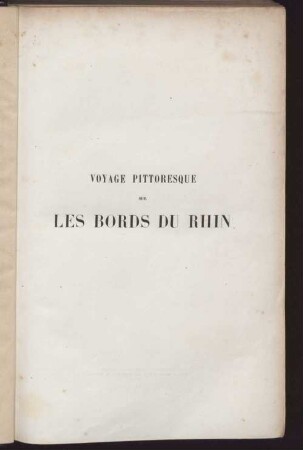 VOYAGE PITTORESQUE
SUR
LES BORDS DU RHIN